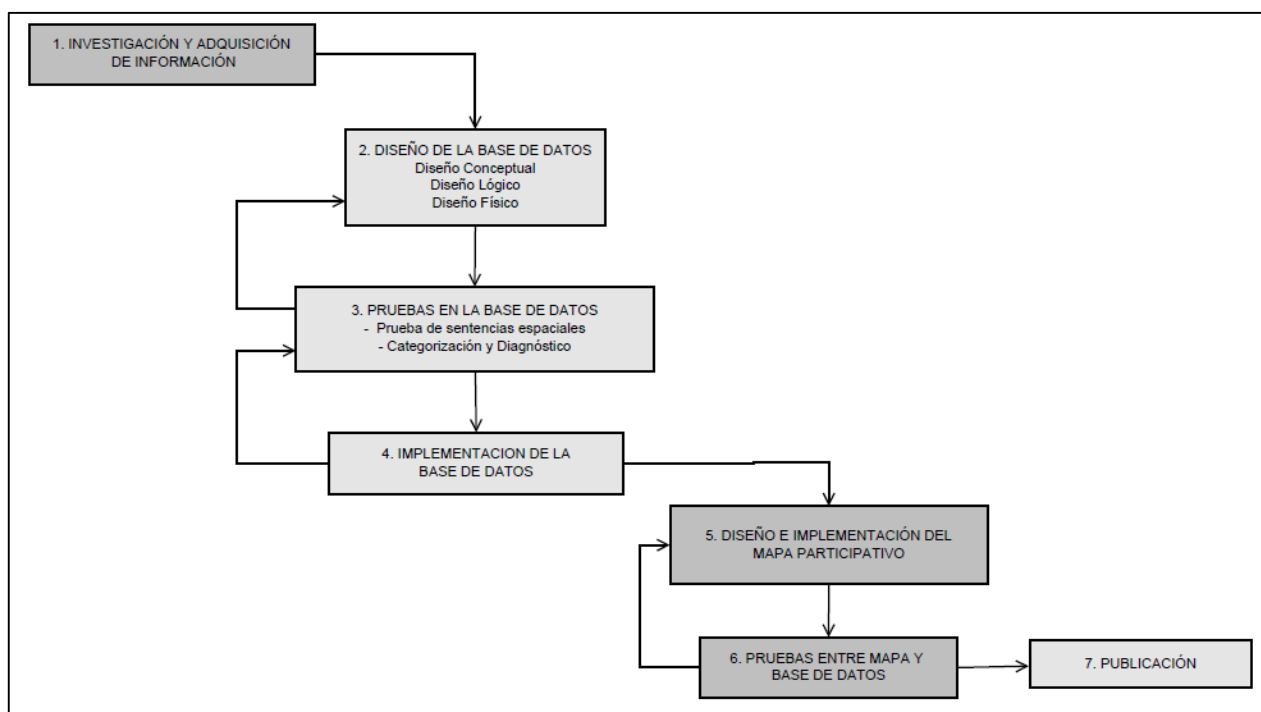 1. INVESTIGACIÓN Y ADQUISICIÓN
DE INFORMACIÓN
2. DISEÑO DE LA BASE DE DATOS
Diseño Conceptual
Diseño Lógico
Diseño Físico
3. PRUEBAS EN LA BASE DE DATOS
- Prueba de sentencias espaciales
- Categorización y Diagnóstico
4. IMPLEMENTACION DE LA
BASE DE DATOS
5. DISEÑO E IMPLEMENTACIÓN DEL
MAPA PARTICIPATIVO
6. PRUEBAS ENTRE MAPA Y
BASE DE DATOS
7. PUBLICACIÓN